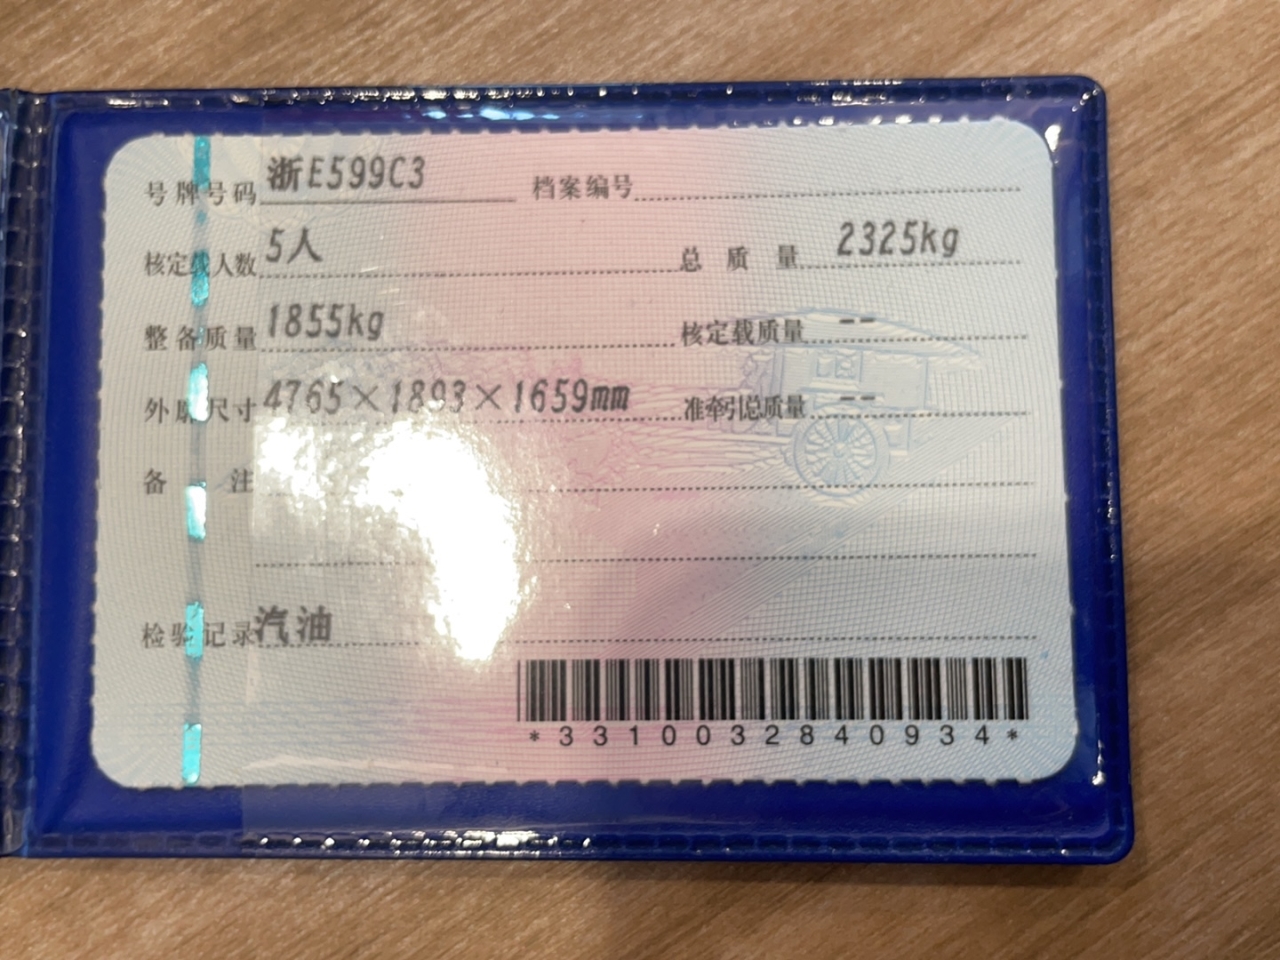 号牌号码 浙E599C3 档案编号
核定载人数 5人 总质量 2325kg
整备质量 1855kg 核定载质量 --
外廓尺寸 4765×1893×1659mm 准牵引总质量 --
备注
检验记录 汽油
*3310032840934*